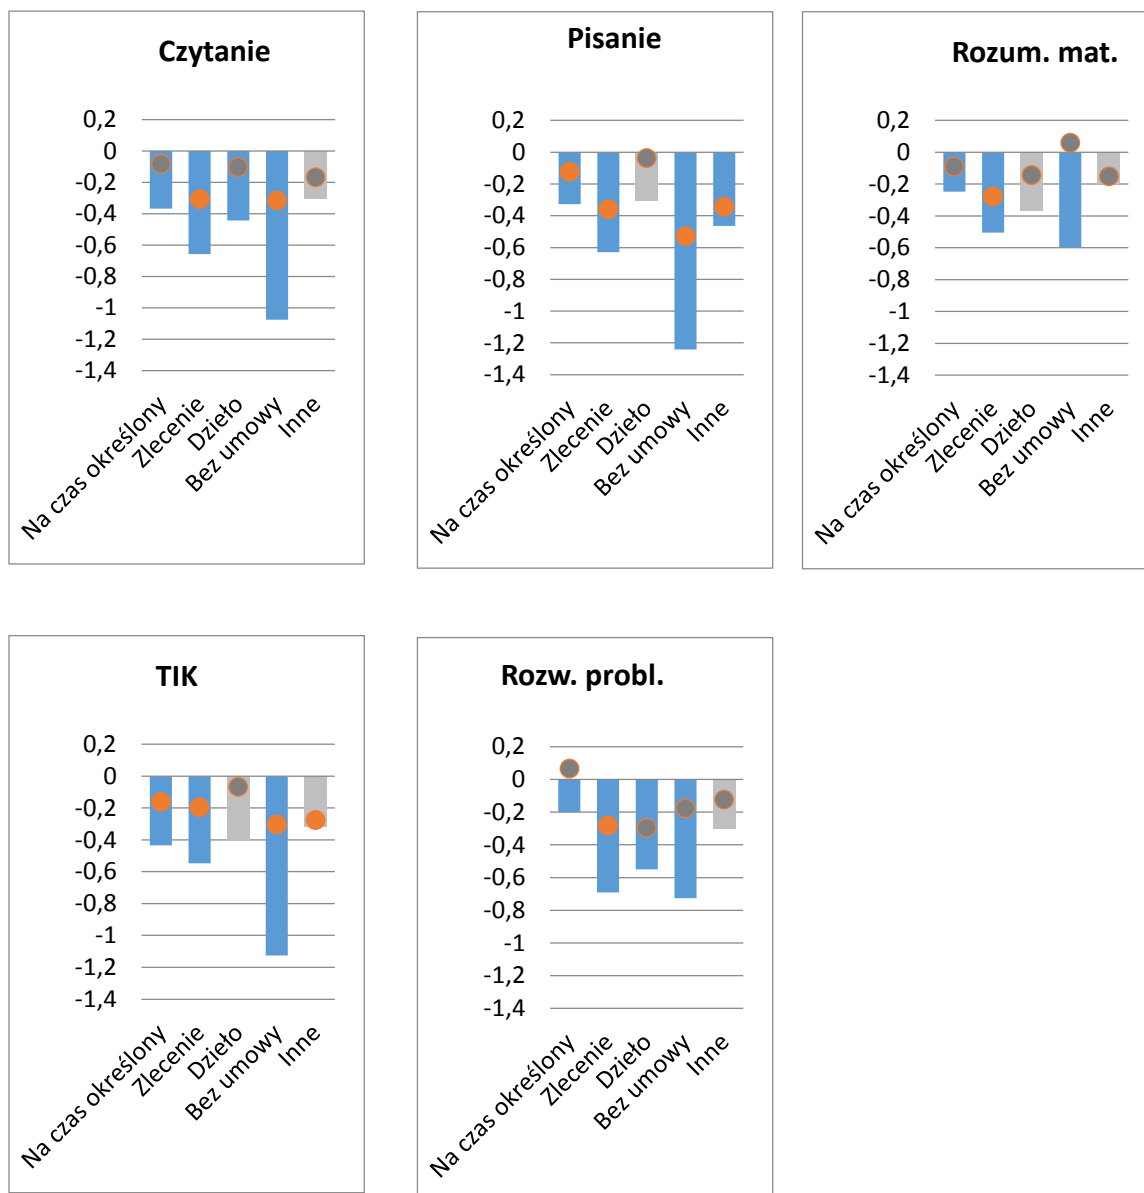 Czytanie
0,2
0
-0,2
-0,4
-0,6
-0,8
-1
-1,2
-1,4
Na czas określony
Zlecenie
Dzieło
Bez umowy
Inne
Pisanie
0,2
0
-0,2
-0,4
-0,6
-0,8
-1
-1,2
-1,4
Na czas określony
Zlecenie
Dzieło
Bez umowy
Inne
Rozum. mat.
0,2
0
-0,2
-0,4
-0,6
-0,8
-1
-1,2
-1,4
Na czas określony
Zlecenie
Dzieło
Bez umowy
Inne
TIK
0,2
0
-0,2
-0,4
-0,6
-0,8
-1
-1,2
-1,4
Na czas określony
Zlecenie
Dzieło
Bez umowy
Inne
Rozw. probl.
0,2
0
-0,2
-0,4
-0,6
-0,8
-1
-1,2
-1,4
Na czas określony
Zlecenie
Dzieło
Bez umowy
Inne